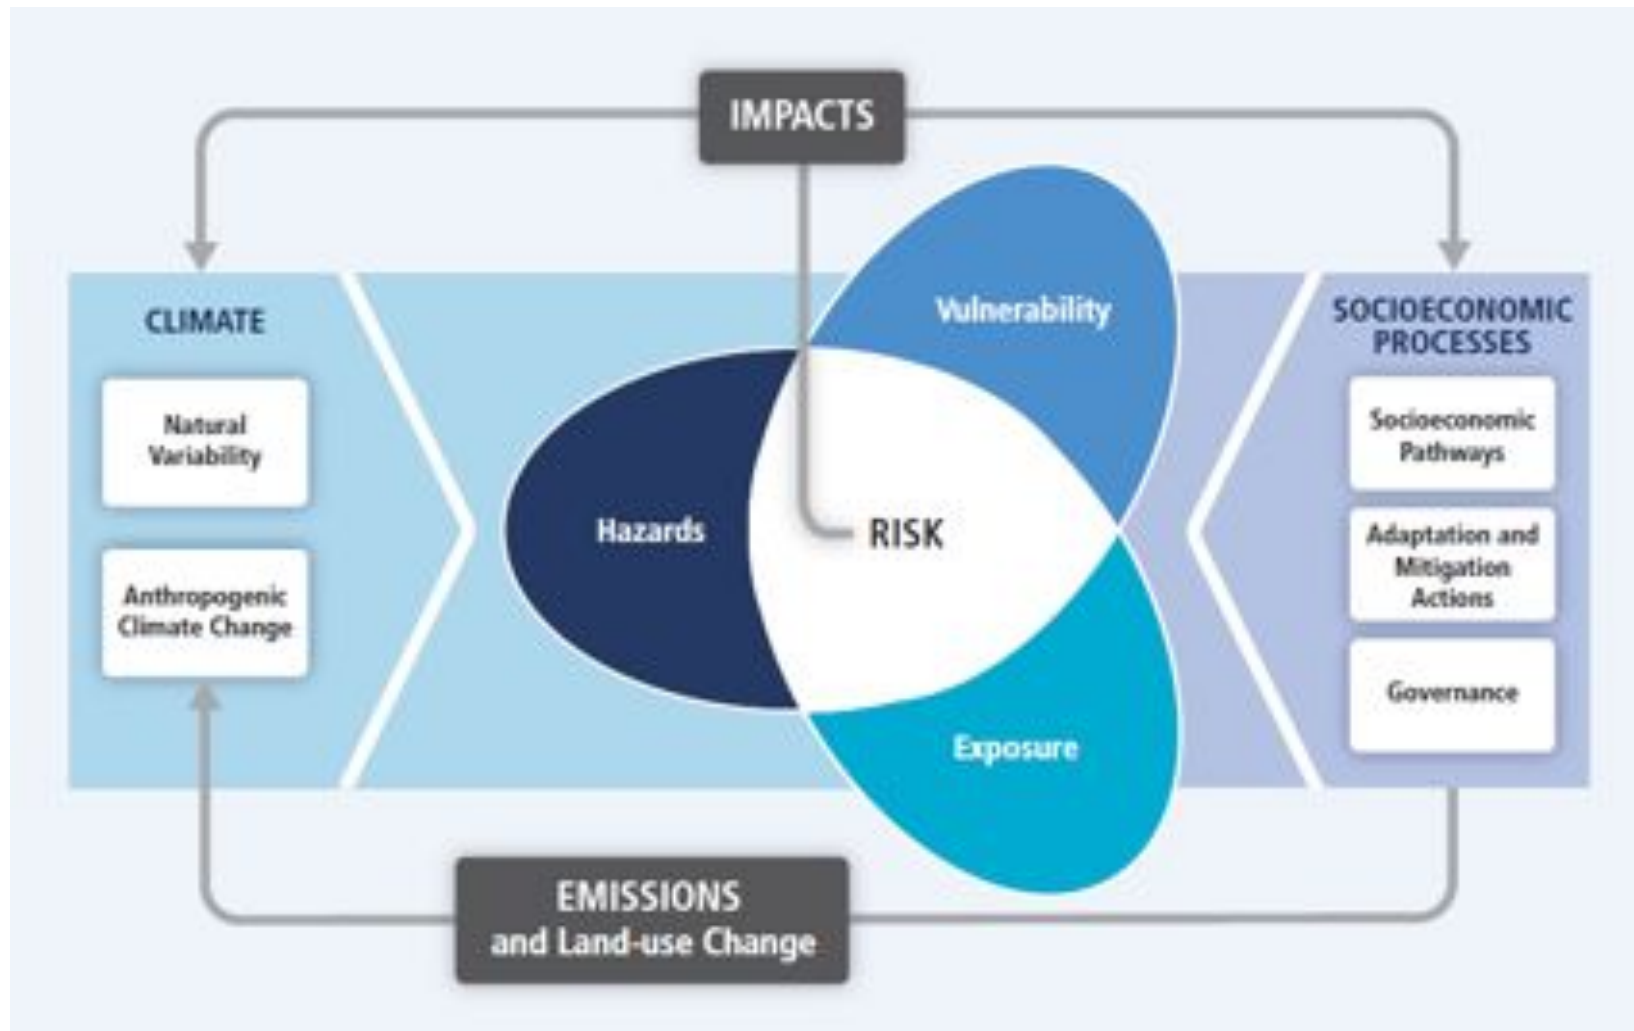 IMPACTS
CLIMATE
Natural
Variability
Anthropogenic
Climate Change
Vulnerability
Hazards
RISK
Exposure
SOCIOECONOMIC
PROCESSES
Socioeconomic
Pathways
Adaptation and
Mitigation
Actions
Governance
EMISSIONS
and Land-use Change